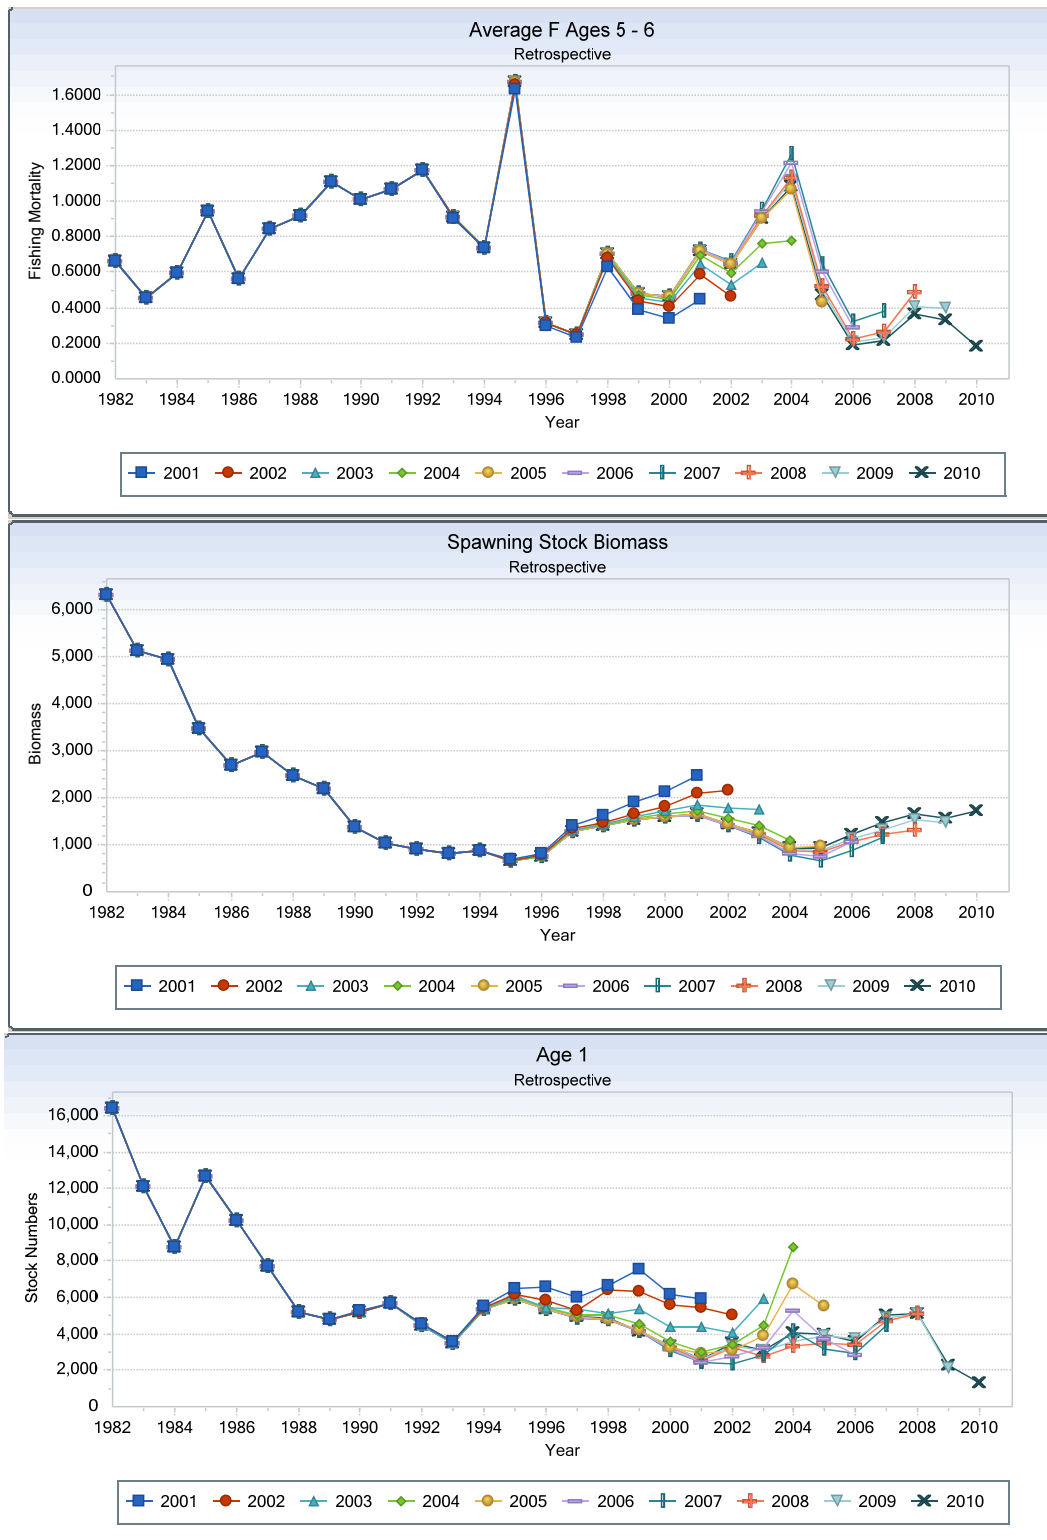 Average F Ages 5 - 6
Retrospective
1.6000
1.4000
1.2000
1.0000
0.8000
0.6000
0.4000
0.2000
0.0000
Fishing Mortality
1982 1984 1986 1988 1990 1992 1994 1996 1998 2000 2002 2004 2006 2008 2010
Year
2001 2002 2003 2004 2005 2006 2007 2008 2009 2010
Spawning Stock Biomass
Retrospective
6,000
5,000
4,000
3,000
2,000
1,000
0
Biomass
1982 1984 1986 1988 1990 1992 1994 1996 1998 2000 2002 2004 2006 2008 2010
Year
2001 2002 2003 2004 2005 2006 2007 2008 2009 2010
Age 1
Retrospective
16,000
14,000
12,000
10,000
8,000
6,000
4,000
2,000
0
Stock Numbers
1982 1984 1986 1988 1990 1992 1994 1996 1998 2000 2002 2004 2006 2008 2010
Year
2001 2002 2003 2004 2005 2006 2007 2008 2009 2010